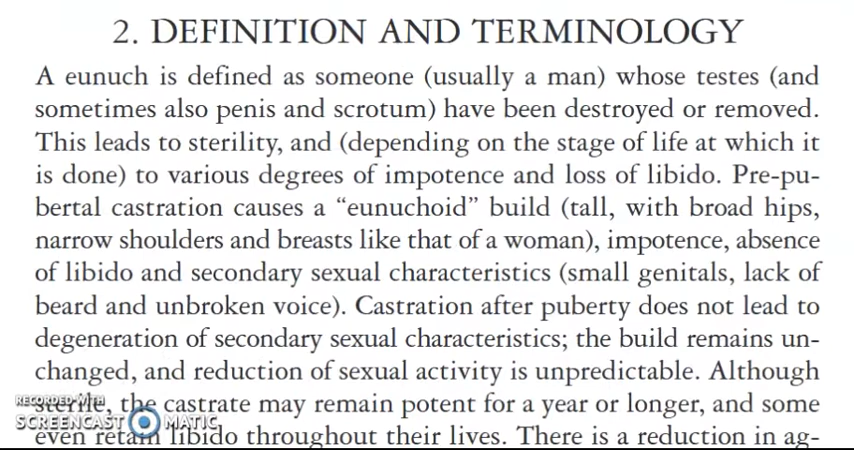 2. DEFINITION AND TERMINOLOGY
A eunuch is defined as someone (usually a man) whose testes (and
sometimes also penis and scrotum) have been destroyed or removed.
This leads to sterility, and (depending on the stage of life at which it
is done) to various degrees of impotence and loss of libido. Pre-pu-
bertal castration causes a “eunuchoid” build (tall, with broad hips,
narrow shoulders and breasts like that of a woman), impotence, absence
of libido and secondary sexual characteristics (small genitals, lack of
beard and unbroken voice). Castration after puberty does not lead to
degeneration of secondary sexual characteristics; the build remains un-
changed, and reduction of sexual activity is unpredictable. Although
sterile, the castrate may remain potent for a year or longer, and some
even retain libido throughout their lives. There is a reduction in ag-
RECORDED WITH
SCREENCAST MATIC